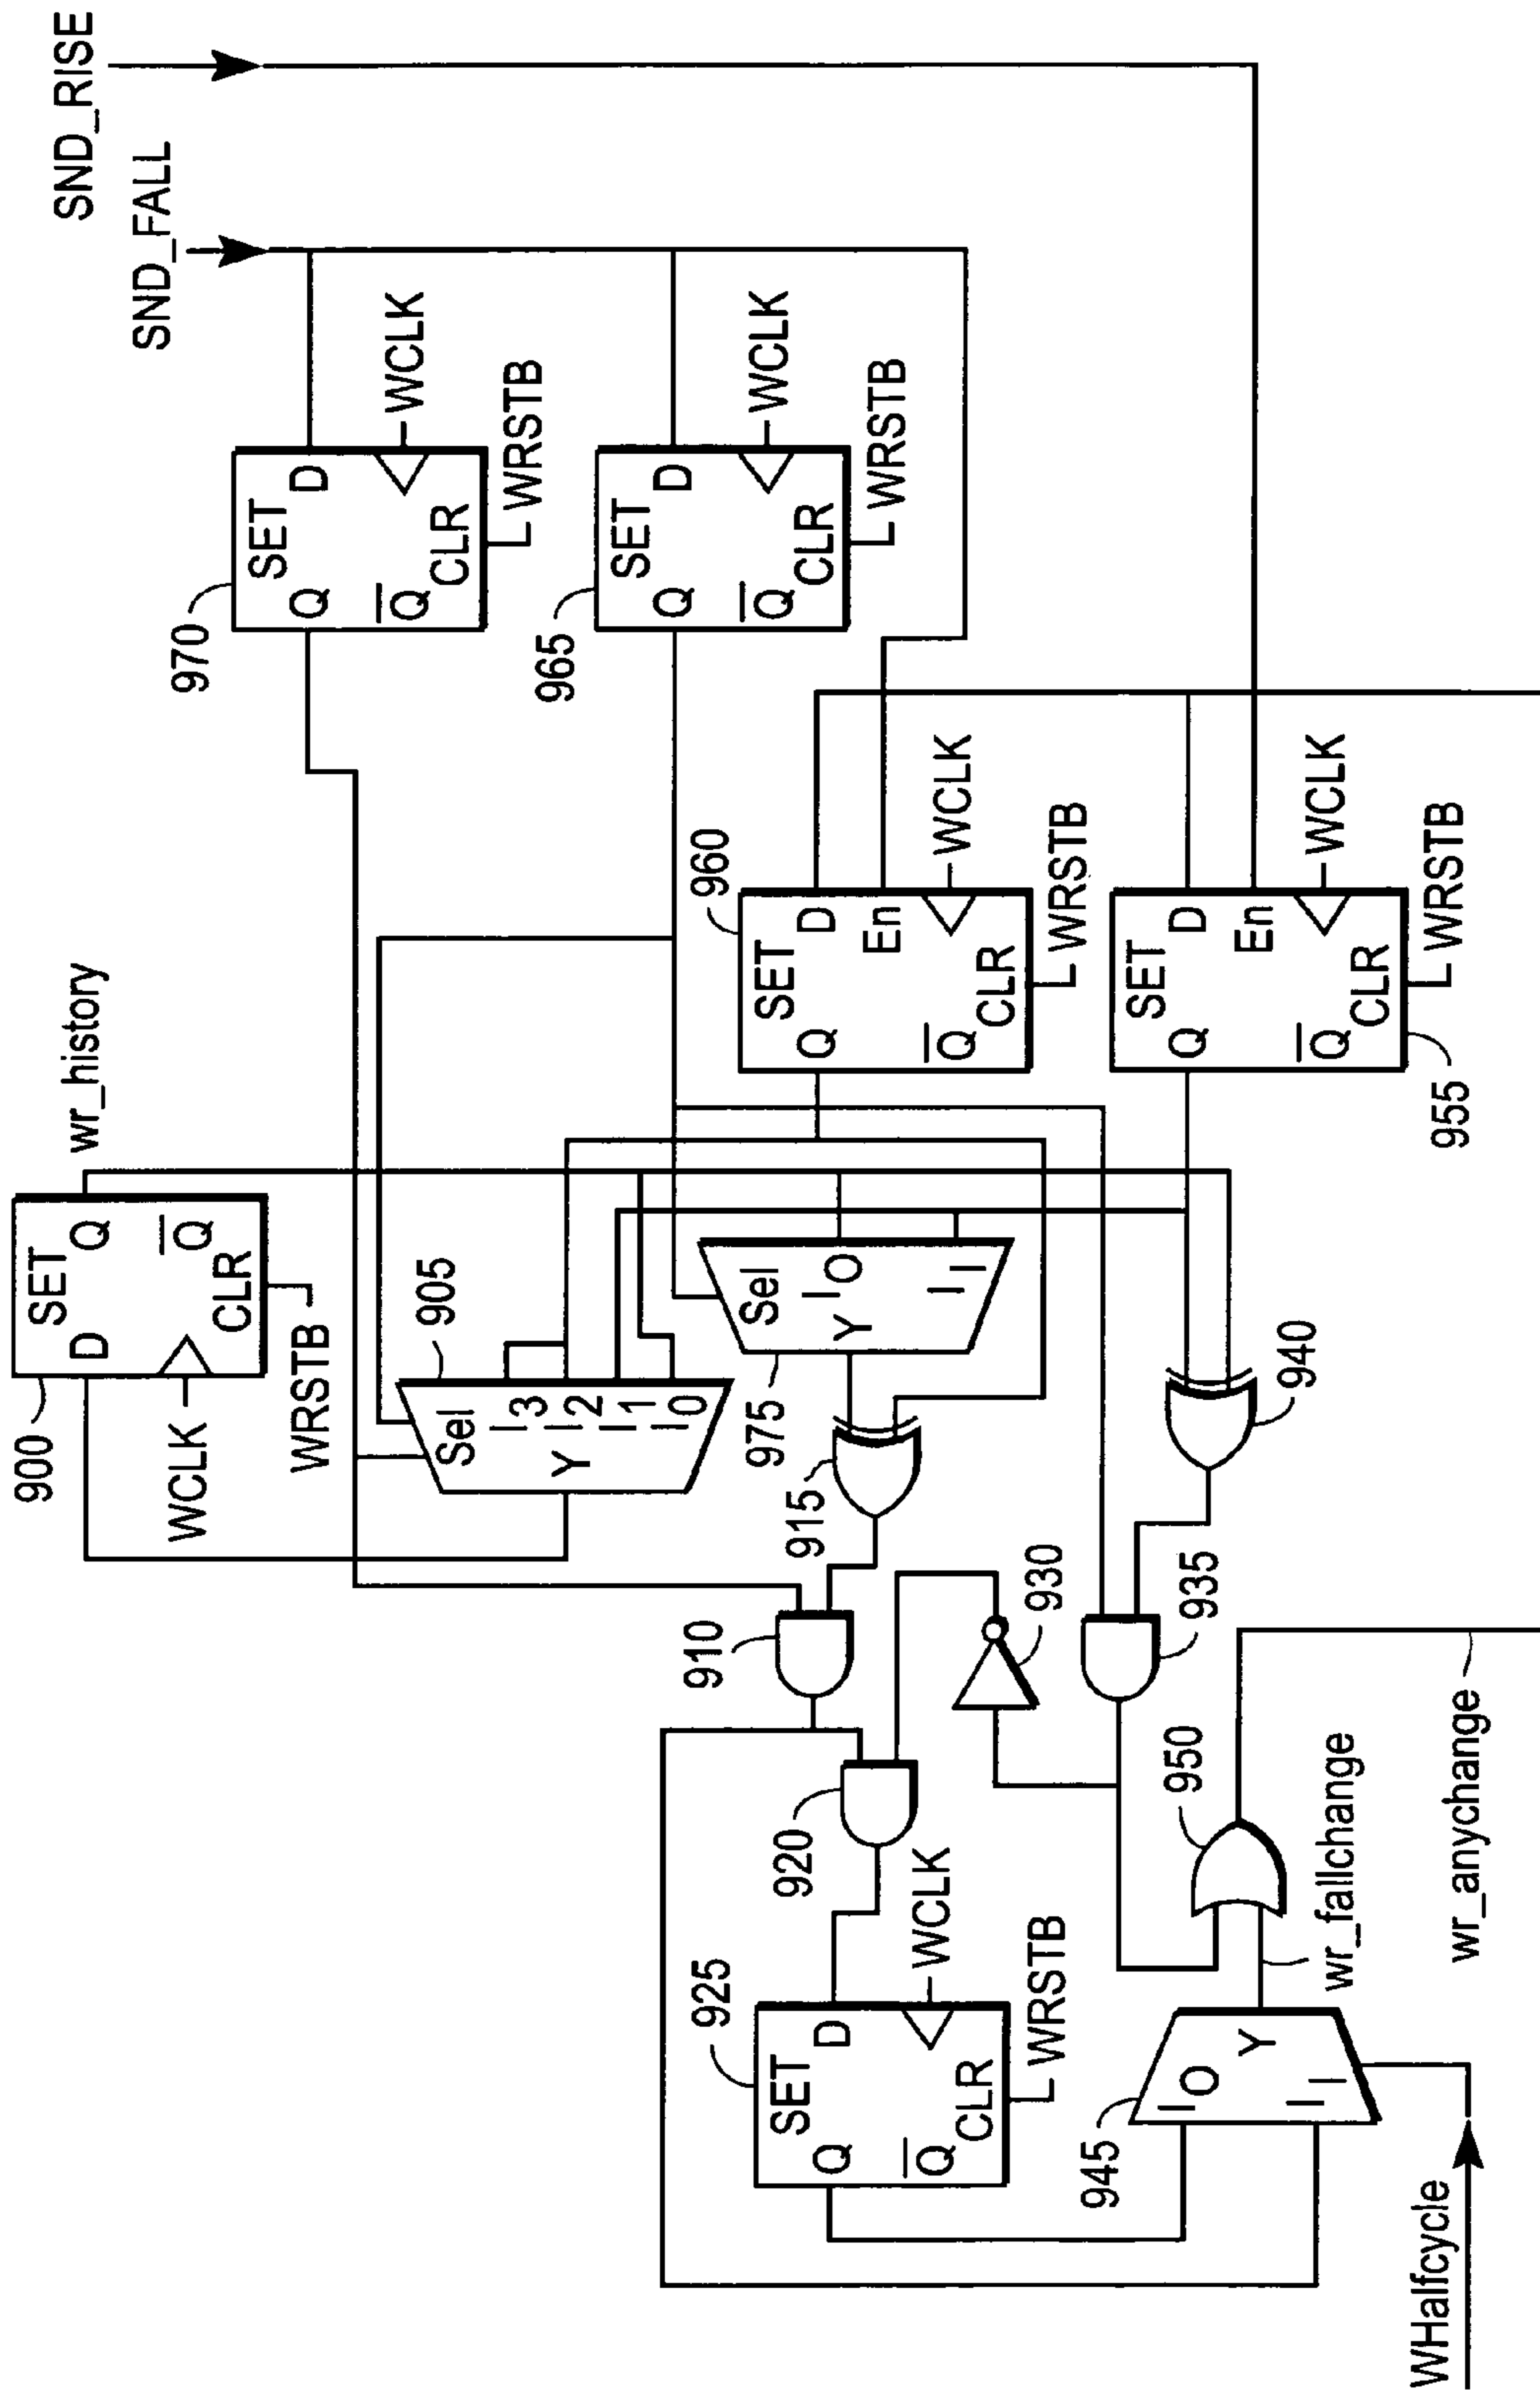 SND_RISE
SND_FALL
970
SET
Q
D
Q
CLR
WCLK
WRSTB
965
SET
Q
D
Q
CLR
WCLK
WRSTB
960
SET
Q
D
En
Q
CLR
WCLK
WRSTB
955
SET
Q
D
En
Q
CLR
WCLK
WRSTB
wr_history
900
SET
D
Q
Q
CLR
WCLK
WRSTB
905
Sel
I3
I2
I1
I0
Y
975
Sel
I0
I1
Y
915
940
910
920
930
935
925
SET
Q
D
Q
CLR
WCLK
WRSTB
945
I0
I1
Y
950
wr_fallchange
wr_anychange
WHalfcycle